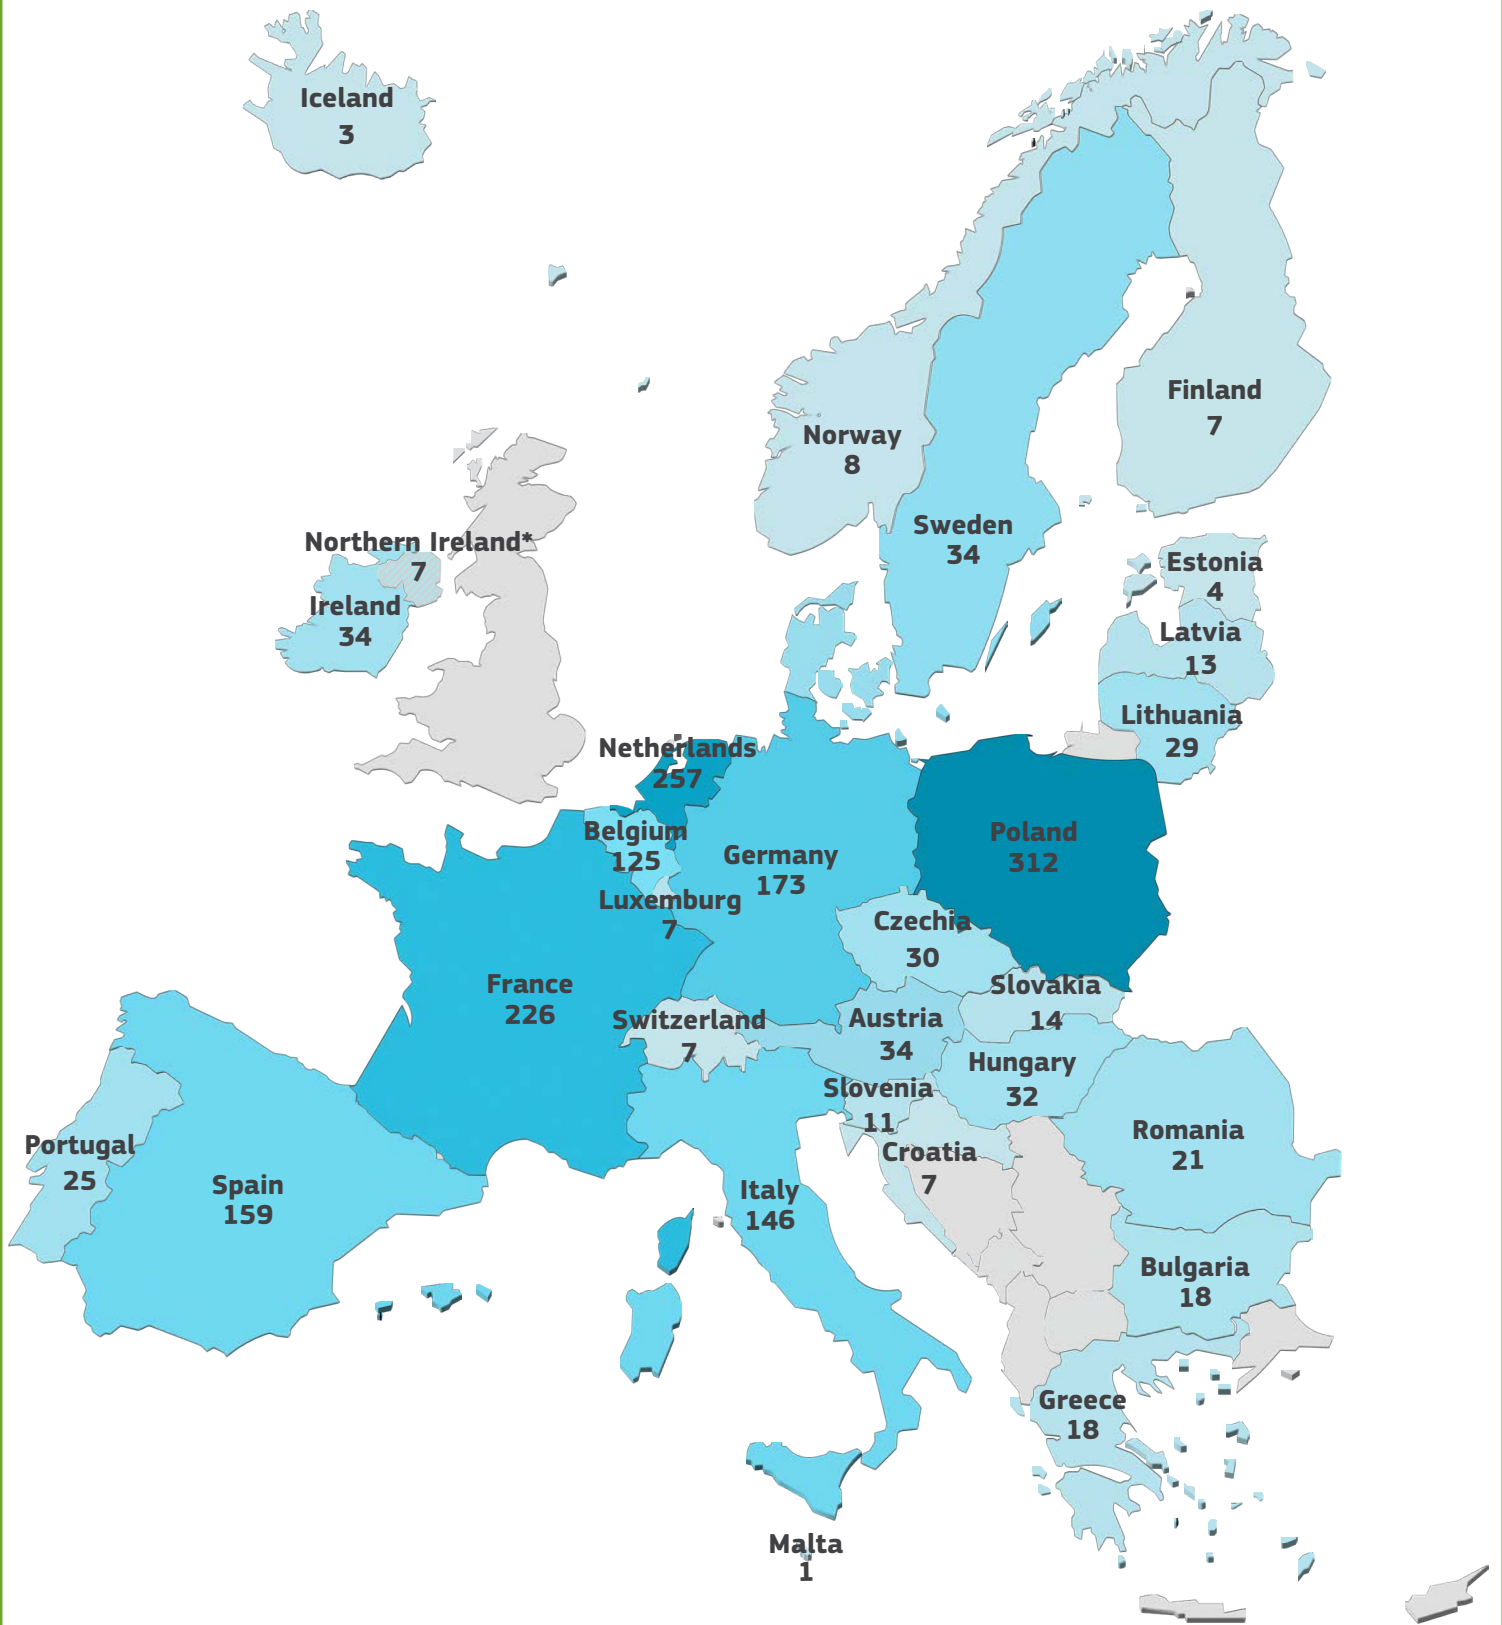 Iceland
3
Finland
7
Norway
8
Sweden
34
Northern Ireland*
7
Estonia
4
Ireland
34
Latvia
13
Lithuania
29
Netherlands
257
Belgium
125
Poland
312
Germany
173
Luxemburg
7
Czechia
30
France
226
Slovakia
14
Switzerland
7
Austria
34
Hungary
32
Slovenia
11
Romania
21
Portugal
25
Croatia
7
Spain
159
Italy
146
Bulgaria
18
Greece
18
Malta
1